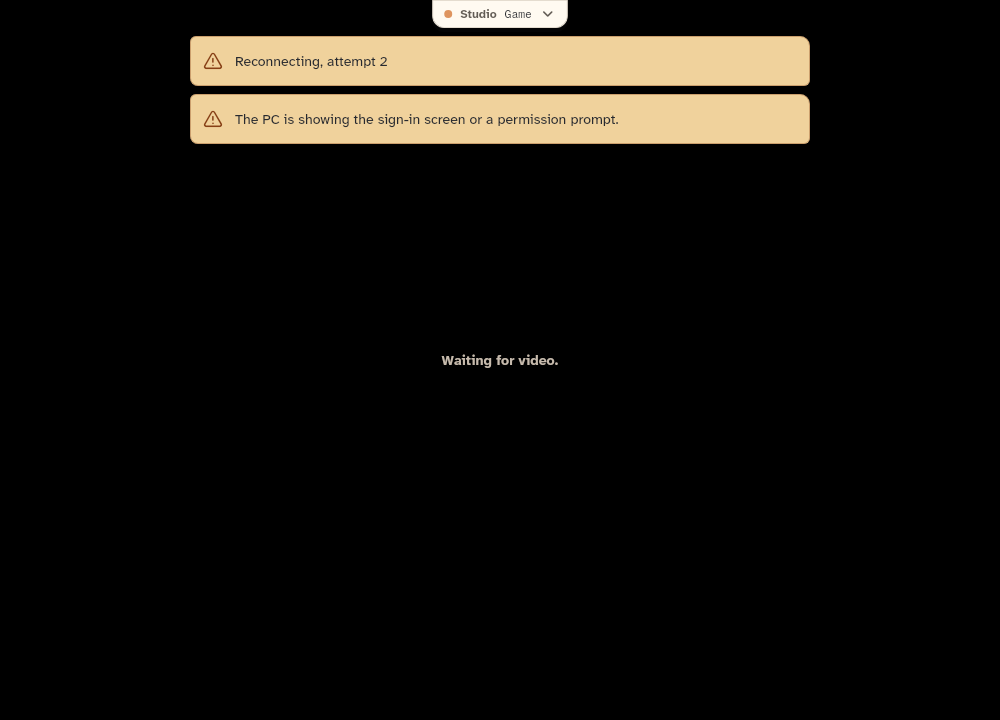 Studio Game
Reconnecting, attempt 2
The PC is showing the sign-in screen or a permission prompt.
Waiting for video.